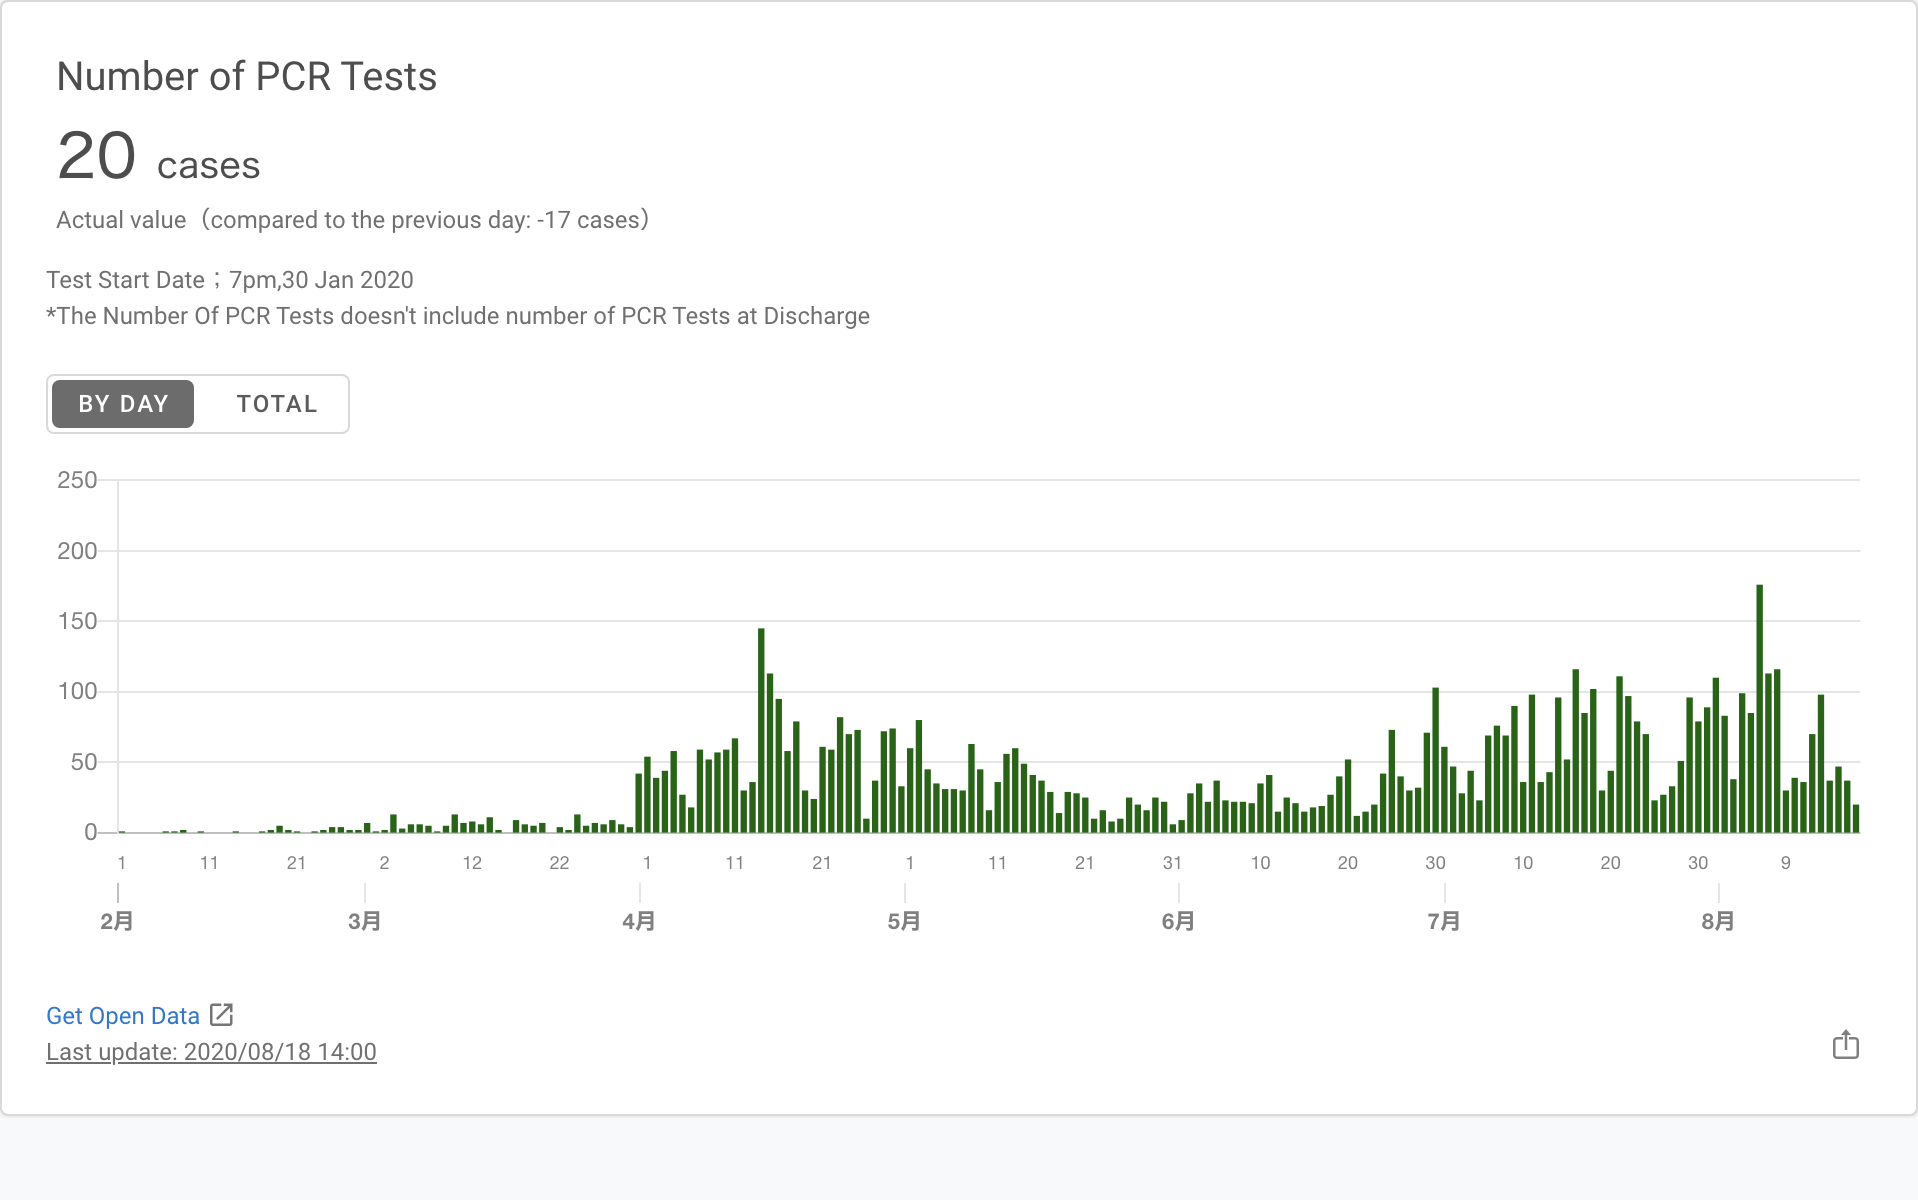 Number of PCR Tests
20 cases
Actual value（compared to the previous day: -17 cases）
Test Start Date；7pm,30 Jan 2020
*The Number Of PCR Tests doesn't include number of PCR Tests at Discharge
BY DAY TOTAL
250
200
150
100
50
0
1 11 21 2 12 22 1 11 21 1 11 21 31 10 20 30 10 20 30 9
2月 3月 4月 5月 6月 7月 8月
Get Open Data
Last update: 2020/08/18 14:00